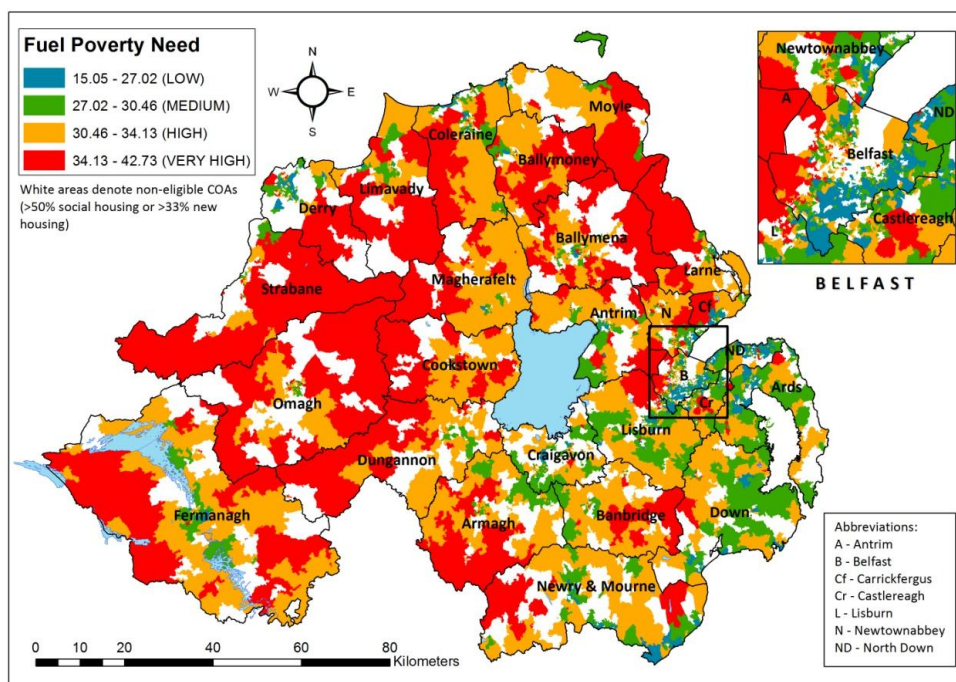 Fuel Poverty Need
15.05 - 27.02 (LOW)
27.02 - 30.46 (MEDIUM)
30.46 - 34.13 (HIGH)
34.13 - 42.73 (VERY HIGH)
White areas denote non-eligible COAs
(>50% social housing or >33% new
housing)
N
W E
S
Moyle
Coleraine
Ballymoney
Limavady
Derry
Ballymena
Larne
Strabane
Magherafelt
Antrim
N
Cf
Cookstown
ND
B
Ards
Omagh
Cr
Lisburn
Dungannon
Craigavon
Fermanagh
Armagh
Banbridge
Down
Newry & Mourne
0 10 20 40 60 80
Kilometers
Newtownabbey
A
ND
Belfast
Castlereagh
L
BELFAST
Abbreviations:
A - Antrim
B - Belfast
Cf - Carrickfergus
Cr - Castlereagh
L - Lisburn
N - Newtownabbey
ND - North Down